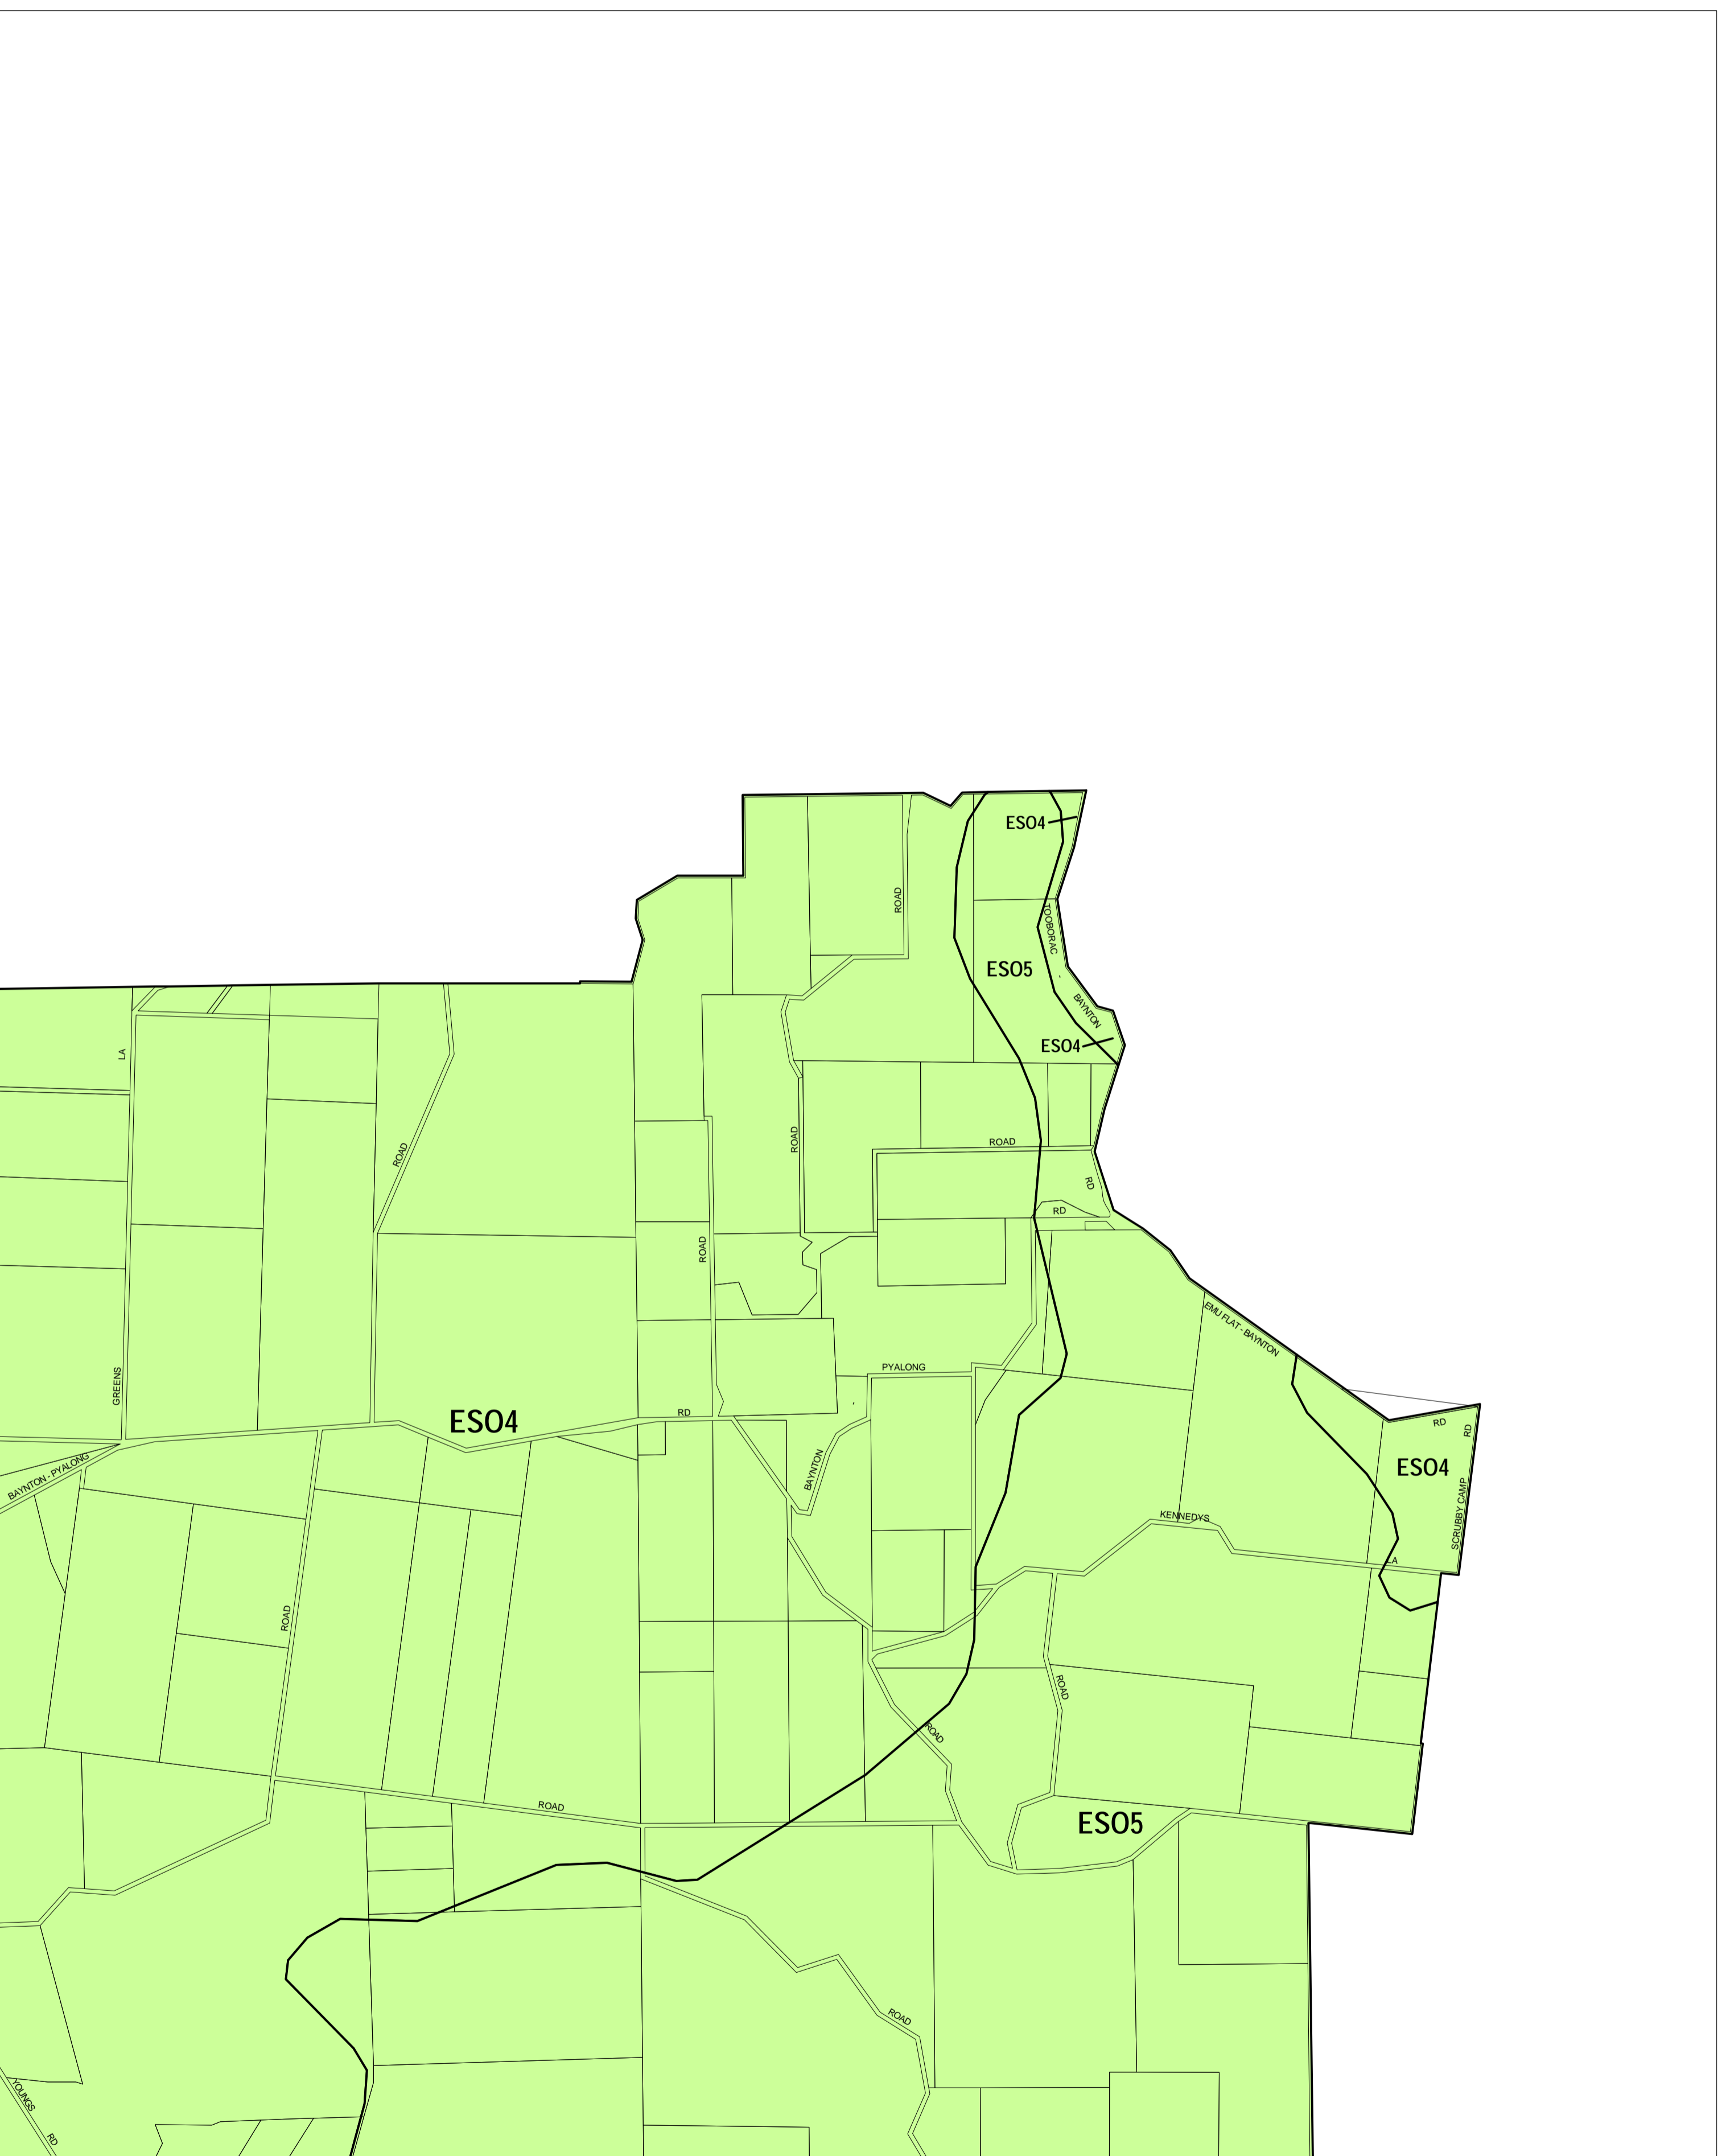 ESO4
ROAD
TOOBORAC
ESO5
BAYNTON
ESO4
LA
ROAD
ROAD
ROAD
RD
RD
ROAD
EMU FLAT - BAYNTON
PYALONG
GREENS
RD
ESO4
RD
RD
BAYNTON - PYALONG
BAYNTON
ESO4
SCRUBBY CAMP
KENNEDYS
LA
ROAD
ROAD
ROAD
ROAD
ESO5
ROAD
YOUNGS
RD